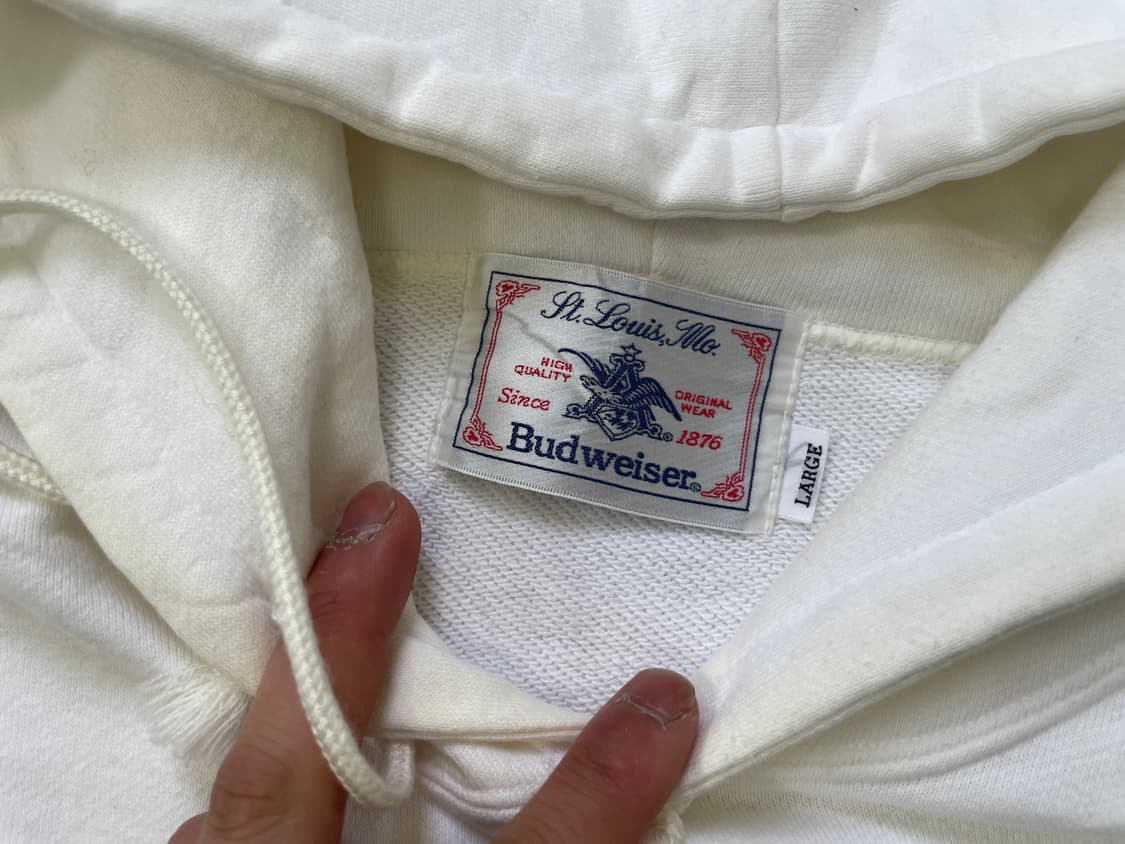 St. Louis, Mo.
HIGH
QUALITY
Since
ORIGINAL
WEAR
1876
Budweiser®
LARGE